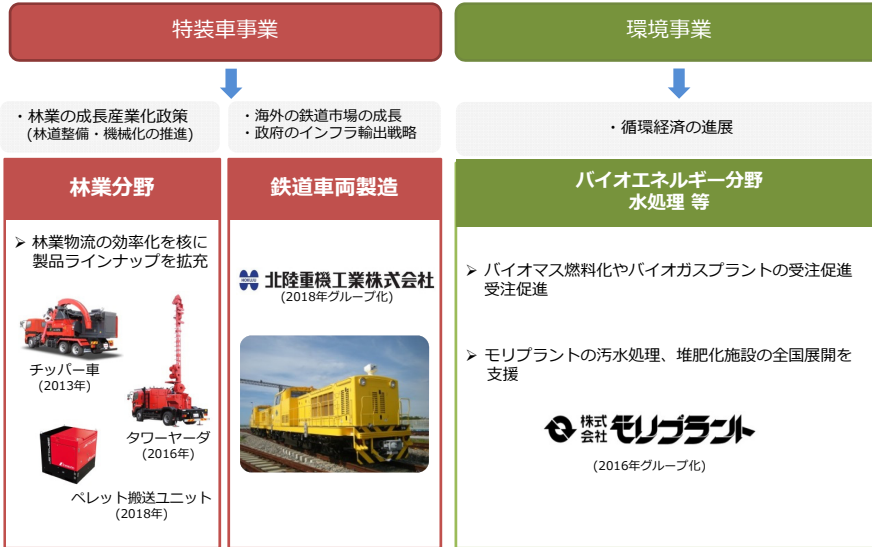 特装車事業
環境事業
・林業の成長産業化政策
(林道整備・機械化の推進)
・海外の鉄道市場の成長
・政府のインフラ輸出戦略
・循環経済の進展
林業分野
鉄道車両製造
バイオエネルギー分野
水処理 等
➢ 林業物流の効率化を核に
製品ラインナップを拡充
チッパー車
(2013年)
タワーヤーダ
(2016年)
ペレット搬送ユニット
(2018年)
北陸重機工業株式会社
(2018年グループ化)
➢ バイオマス燃料化やバイオガスプラントの受注促進
受注促進
➢ モリプラントの汚水処理、堆肥化施設の全国展開を
支援
株式会社モリプラント
(2016年グループ化)